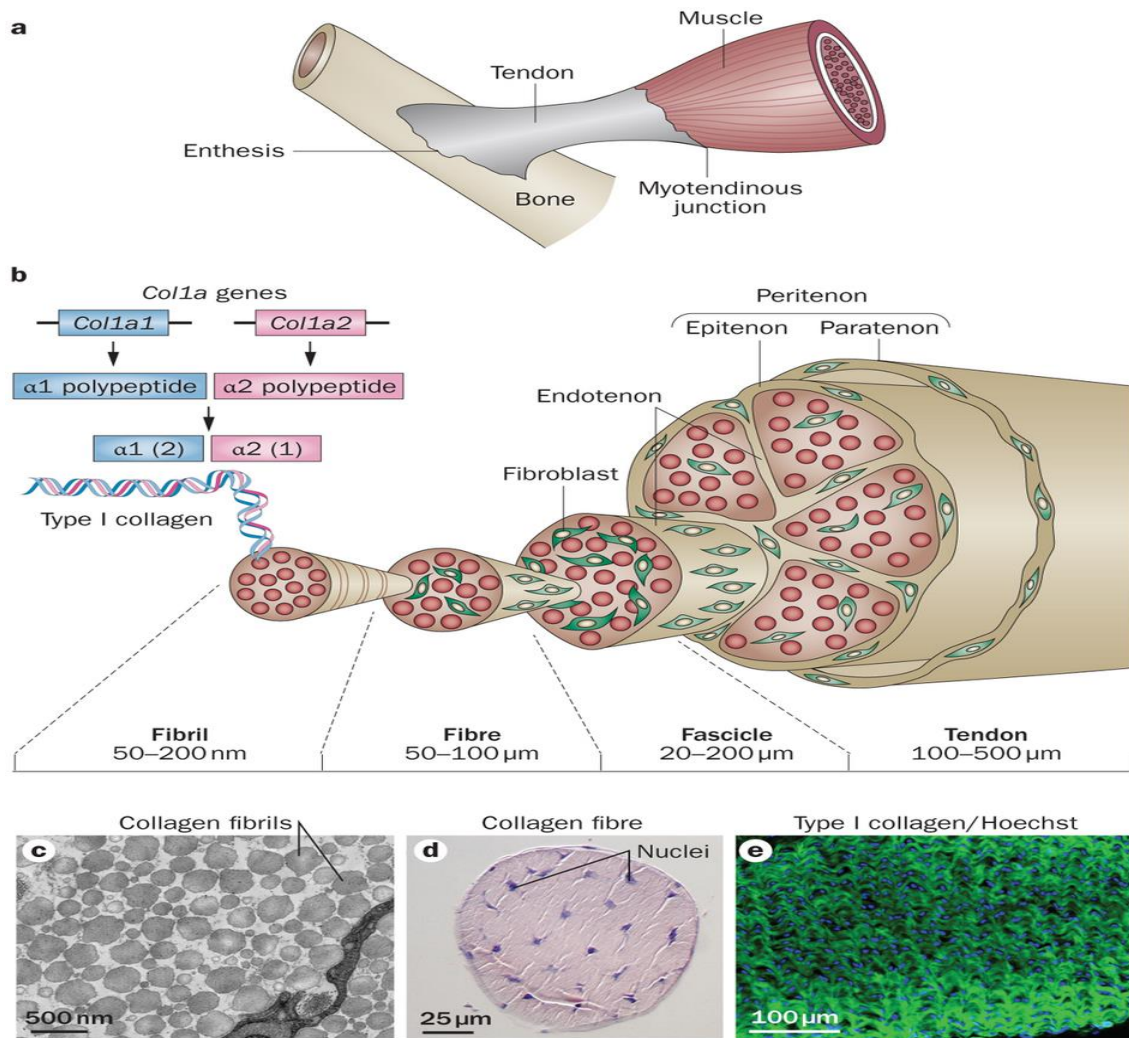 a
Muscle
Tendon
Enthesis
Bone
Myotendinous
junction
b
Col1a genes
Col1a1
Col1a2
α1 polypeptide
α2 polypeptide
α1 (2)
α2 (1)
Type I collagen
Peritenon
Epitenon
Paratenon
Endotenon
Fibroblast
Fibril
50–200 nm
Fibre
50–100 μm
Fascicle
20–200 μm
Tendon
100–500 μm
Collagen fibrils
c
500 nm
Collagen fibre
d
Nuclei
25 μm
Type I collagen/Hoechst
e
100 μm